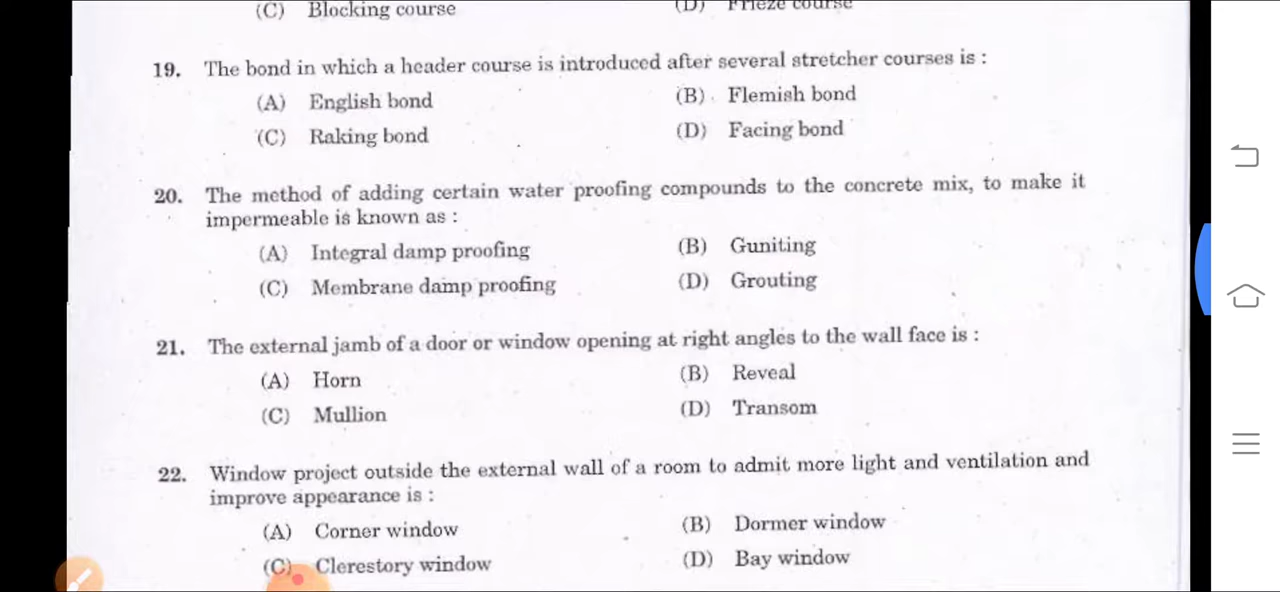 (C) Blocking course (D) Frieze course
19. The bond in which a header course is introduced after several stretcher courses is :
(A) English bond (B) Flemish bond
(C) Raking bond (D) Facing bond
20. The method of adding certain water proofing compounds to the concrete mix, to make it
impermeable is known as :
(A) Integral damp proofing (B) Guniting
(C) Membrane damp proofing (D) Grouting
21. The external jamb of a door or window opening at right angles to the wall face is :
(A) Horn (B) Reveal
(C) Mullion (D) Transom
22. Window project outside the external wall of a room to admit more light and ventilation and
improve appearance is :
(A) Corner window (B) Dormer window
(C) Clerestory window (D) Bay window